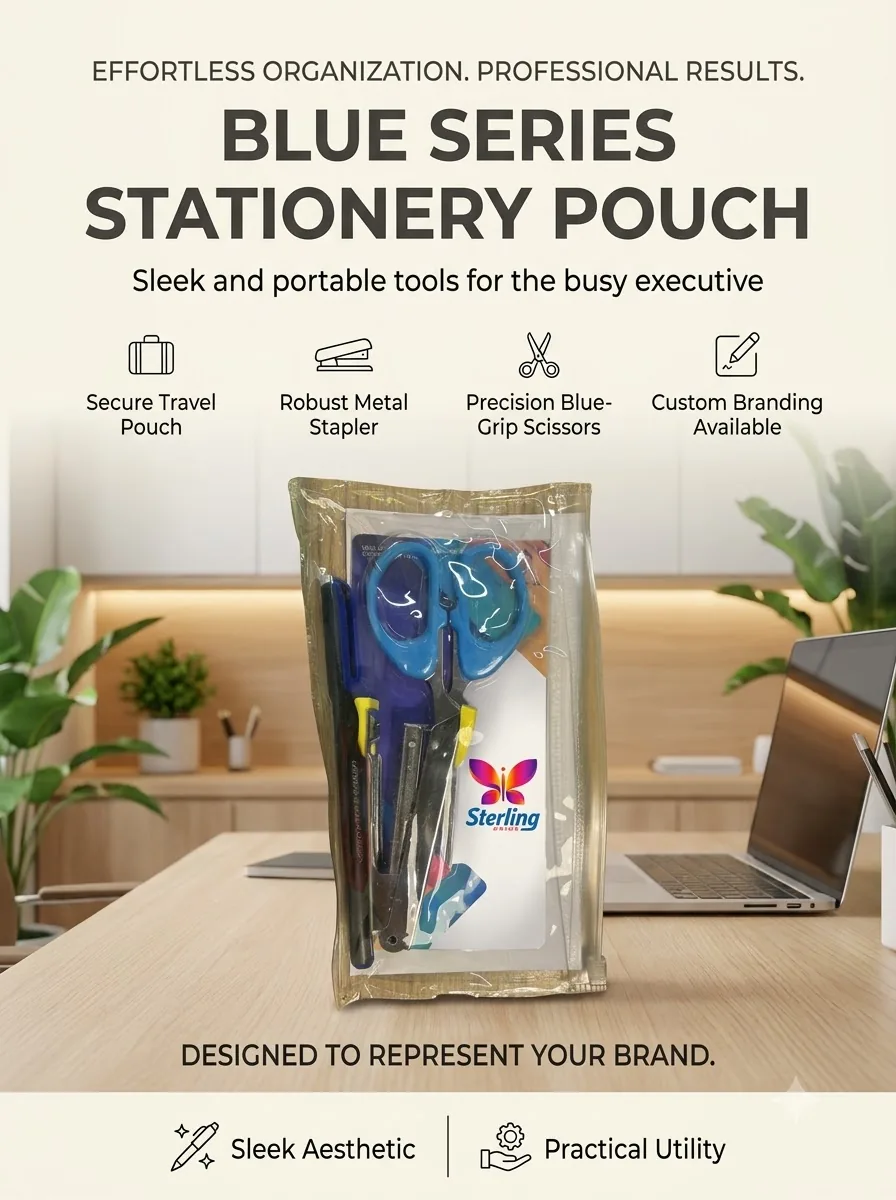 EFFORTLESS ORGANIZATION. PROFESSIONAL RESULTS.
BLUE SERIES
STATIONERY POUCH
Sleek and portable tools for the busy executive
Secure Travel
Pouch
Robust Metal
Stapler
Precision Blue-
Grip Scissors
Custom Branding
Available
Sterling
DESIGNED TO REPRESENT YOUR BRAND.
Sleek Aesthetic
Practical Utility